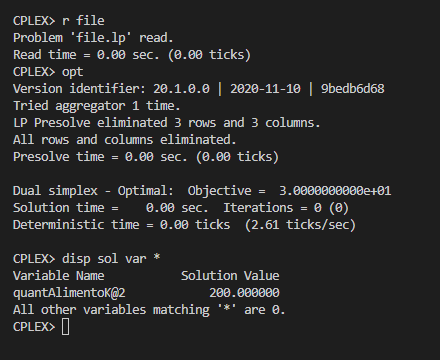 CPLEX> r file
Problem 'file.lp' read.
Read time = 0.00 sec. (0.00 ticks)
CPLEX> opt
Version identifier: 20.1.0.0 | 2020-11-10 | 9bedb6d68
Tried aggregator 1 time.
LP Presolve eliminated 3 rows and 3 columns.
All rows and columns eliminated.
Presolve time = 0.00 sec. (0.00 ticks)
Dual simplex - Optimal:  Objective =  3.0000000000e+01
Solution time =    0.00 sec.  Iterations = 0 (0)
Deterministic time = 0.00 ticks  (2.61 ticks/sec)
CPLEX> disp sol var *
Variable Name           Solution Value
quantAlimentoK@2            200.000000
All other variables matching '*' are 0.
CPLEX>